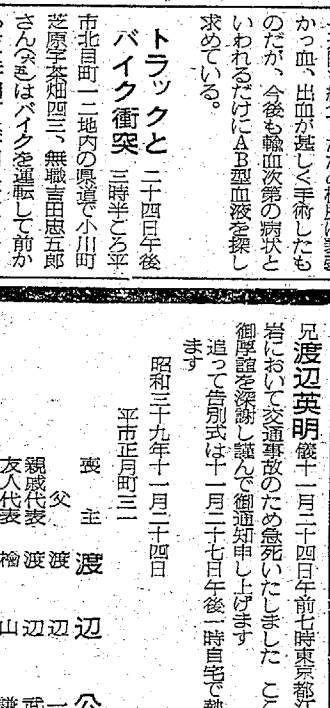 かっ血、出血が甚しく手術したも
のだが、今後も輸血次第の病状と
いわれるだけにＡＢ型血液を探し
求めている。
トラックと
バイク衝突
二十四日午後
三時半ごろ平
市北目町一二地内の県道で小川町
芝原字茶畑四三、無職吉田忠五郎
さんはバイクを運転して前か
兄渡辺英明儀十一月二十四日午前七時東京都江
岩において交通事故のため急死いたしました こ
御厚誼を深謝し謹んで御通知申し上げます
追って告別式は十一月二十七日午後一時自宅で
ます
昭和三十九年十一月二十四日
平市正月町三一
喪主 渡辺 公
父 渡辺 一
親戚代表 渡辺 武
友人代表 檜山 謙